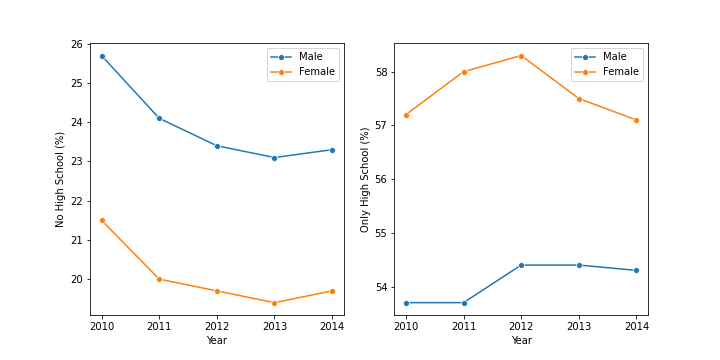 No High School (%)
26
25
24
23
22
21
20
Male
Female
2010 2011 2012 2013 2014
Year
Only High School (%)
58
57
56
55
54
Male
Female
2010 2011 2012 2013 2014
Year